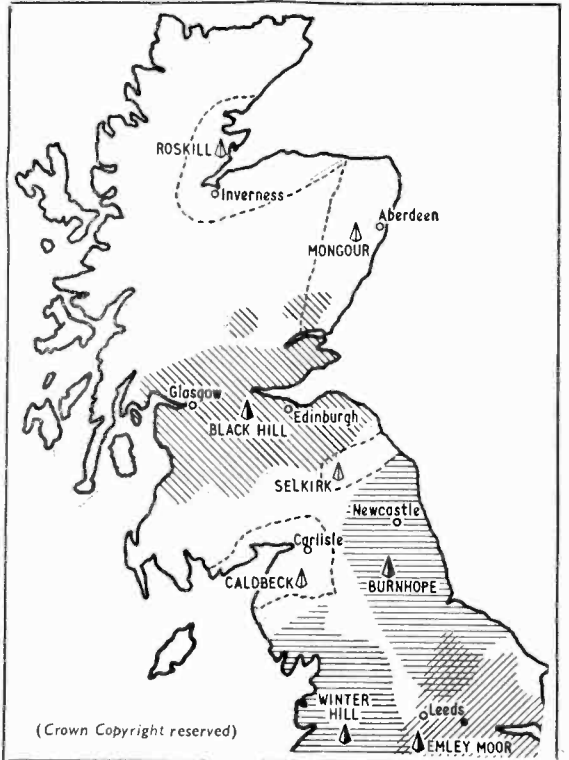 ROSKILL
Inverness
Aberdeen
MONGOUR
Glasgow
Edinburgh
BLACK HILL
SELKIRK
Newcastle
Carlisle
CALDBECK
BURNHOPE
WINTER
HILL
Leeds
EMLEY MOOR
(Crown Copyright reserved)